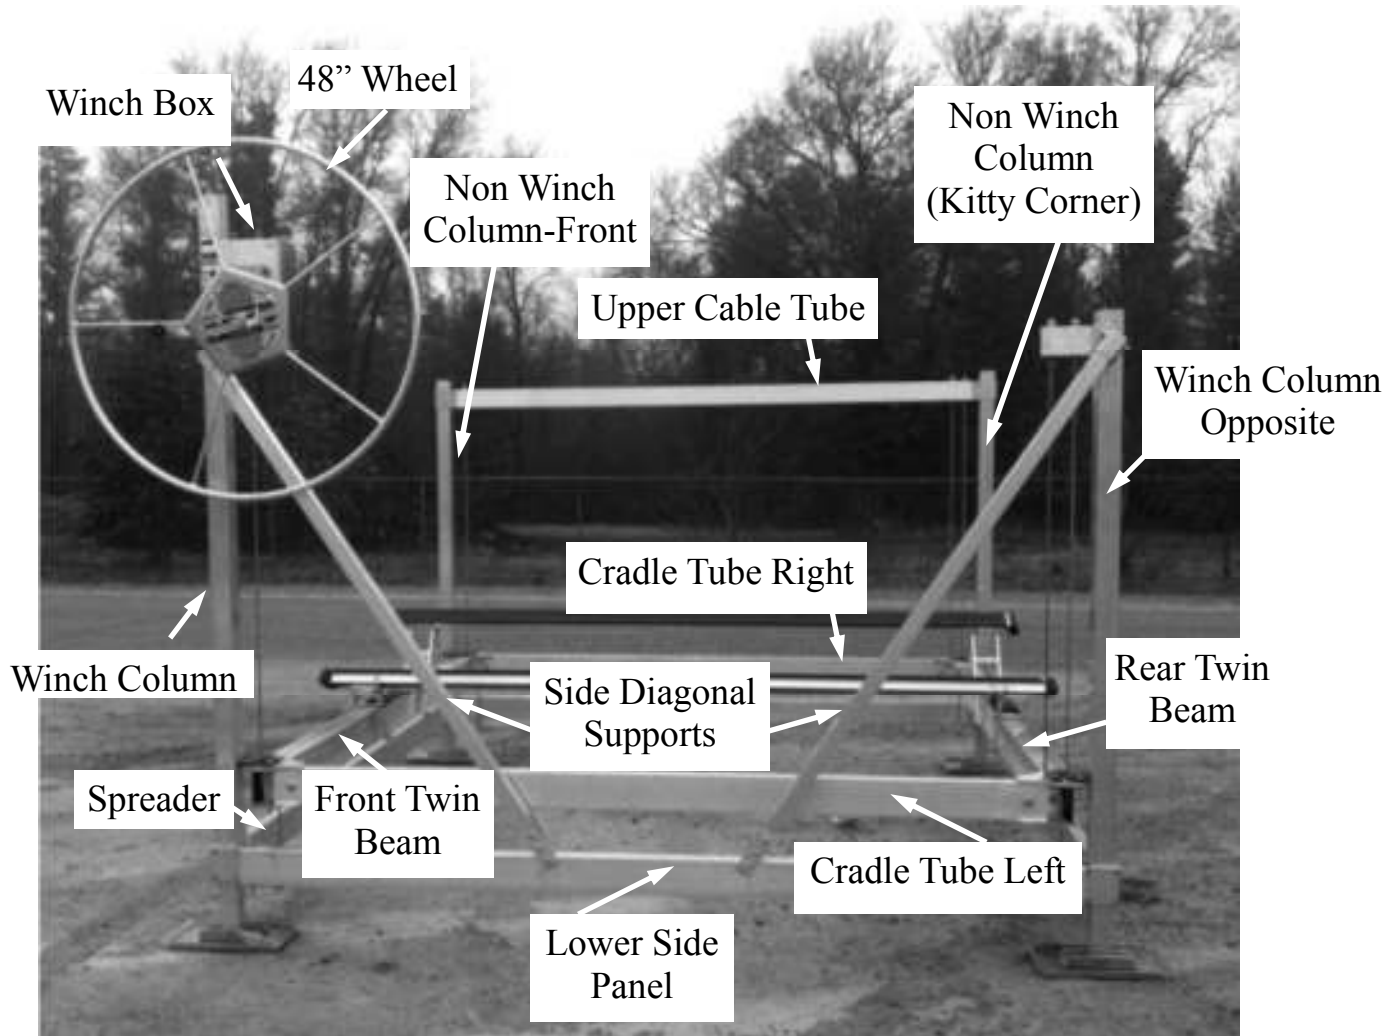 48” Wheel
Winch Box
Non Winch
Column
(Kitty Corner)
Non Winch
Column-Front
Upper Cable Tube
Winch Column
Opposite
Cradle Tube Right
Winch Column
Side Diagonal
Supports
Rear Twin
Beam
Spreader
Front Twin
Beam
Cradle Tube Left
Lower Side
Panel